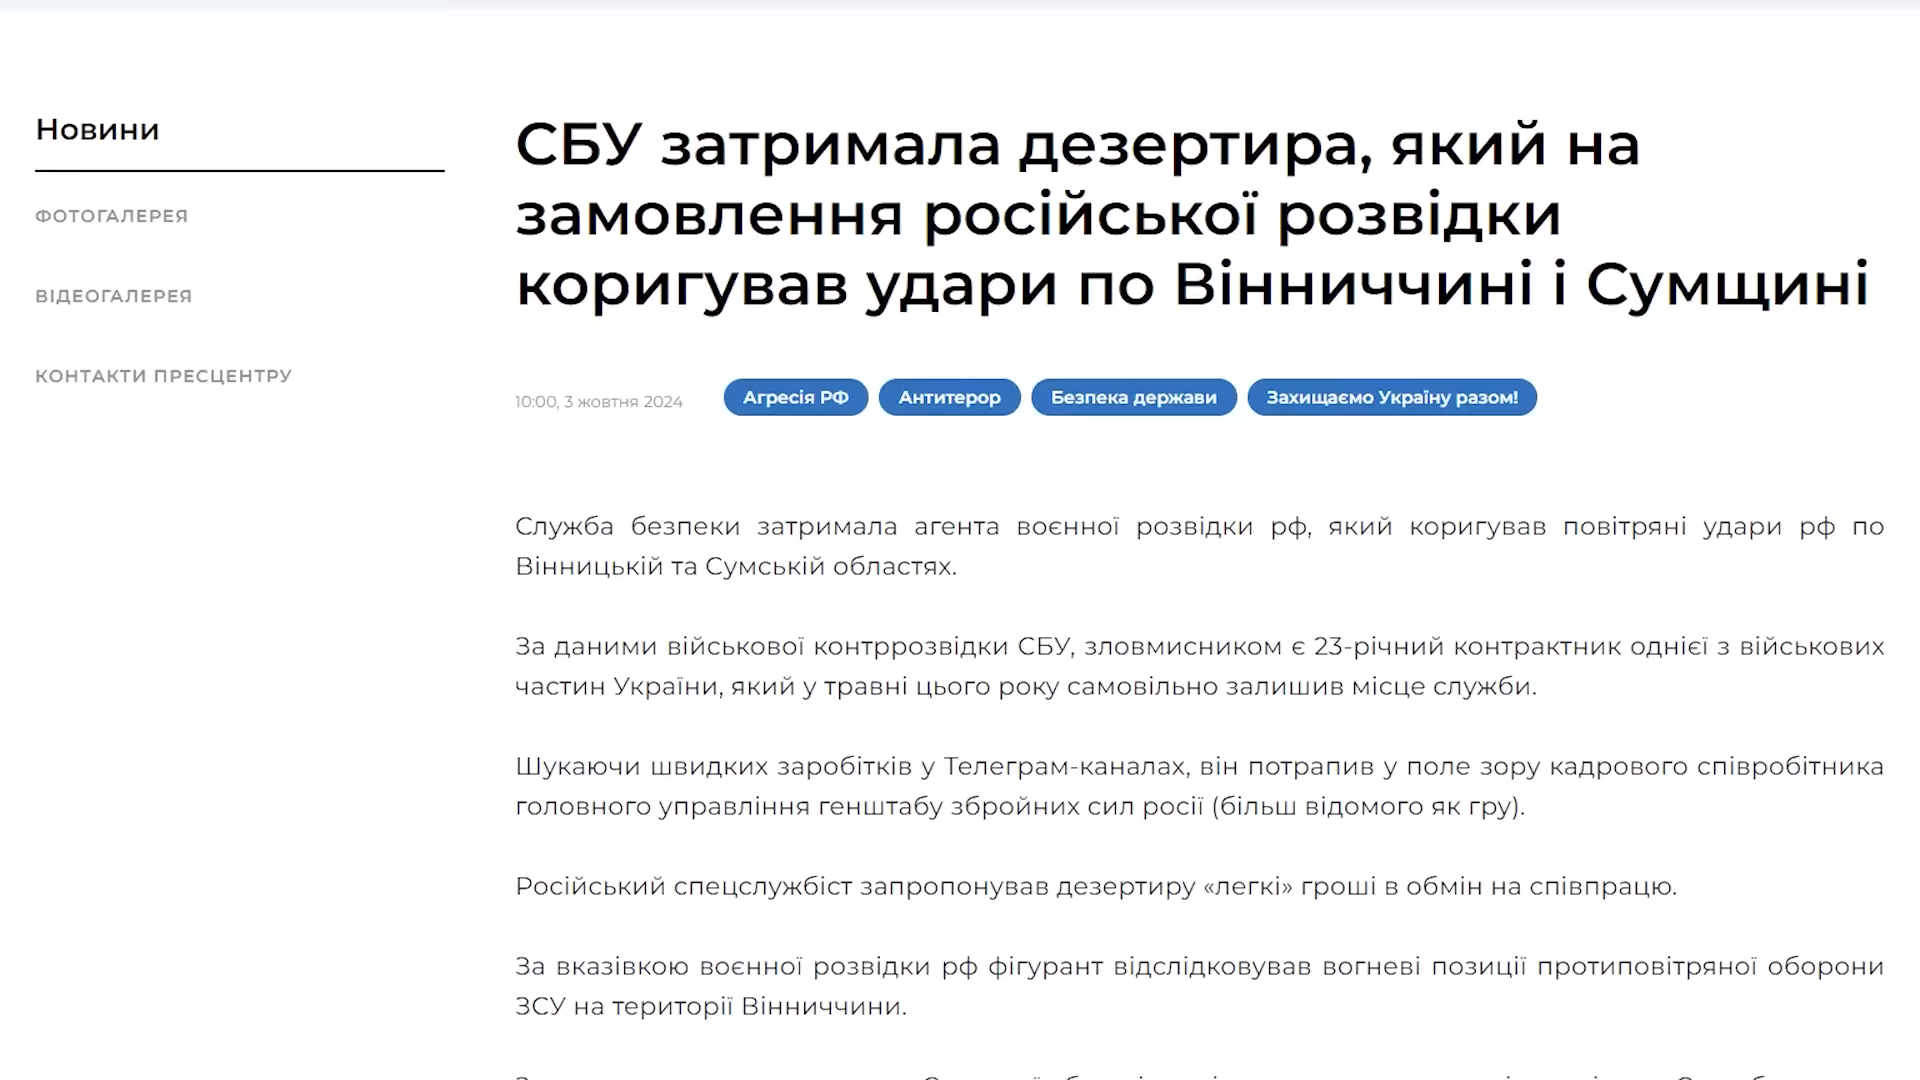 Новини
ФОТОГАЛЕРЕЯ
ВІДЕОГАЛЕРЕЯ
КОНТАКТИ ПРЕСЦЕНТРУ
СБУ затримала дезертира, який на
замовлення російської розвідки
коригував удари по Вінниччині і Сумщині
10:00, 3 жовтня 2024
Агресія РФ
Антитерор
Безпека держави
Захищаємо Україну разом!
Служба безпеки затримала агента воєнної розвідки рф, який коригував повітряні удари рф по
Вінницькій та Сумській областях.
За даними військової контррозвідки СБУ, зловмисником є 23-річний контрактник однієї з військових
частин України, який у травні цього року самовільно залишив місце служби.
Шукаючи швидких заробітків у Телеграм-каналах, він потрапив у поле зору кадрового співробітника
головного управління генштабу збройних сил росії (більш відомого як гру).
Російський спецслужбіст запропонував дезертиру «легкі» гроші в обмін на співпрацю.
За вказівкою воєнної розвідки рф фігурант відслідковував вогневі позиції протиповітряної оборони
ЗСУ на території Вінниччини.